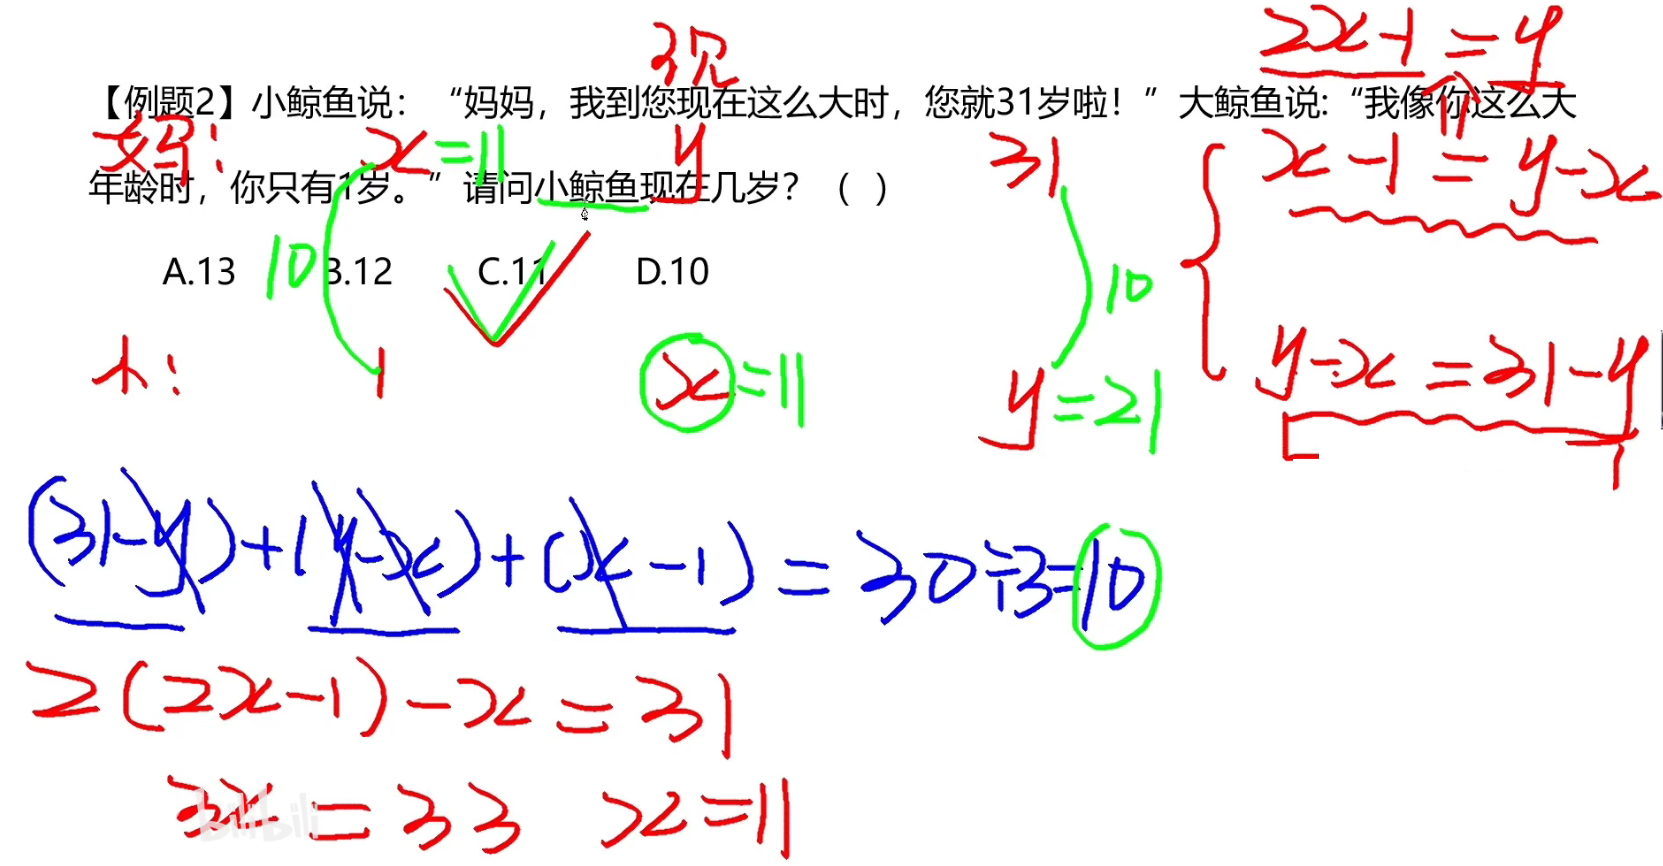 2x-1=y
现
【例题2】小鲸鱼说：“妈妈，我到您现在这么大时，您就31岁啦！”大鲸鱼说:“我像你这么大
妈： x=11 y 31 x-1=y-x
年龄时，你只有1岁。”请问小鲸鱼现在几岁？（ ）
A.13 B.12 C.11 D.10
10 10
小： 1 x=11 y=21 y-x=31-y
(31-y)+(y-x)+(x-1)=30÷3=10
2(2x-1)-x=31
3x=33 x=11
bilibili